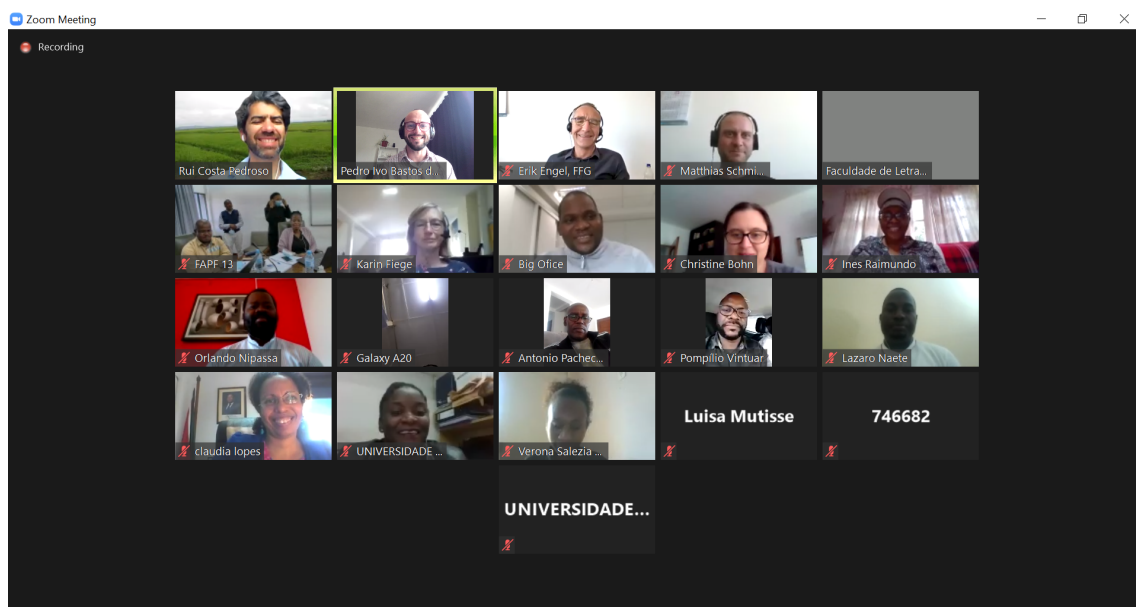 Zoom Meeting
Recording
Rui Costa Pedroso
Pedro Ivo Bastos d...
Erik Engel, FFG
Matthias Schmi...
Faculdade de Letra...
FAPF 13
Karin Fiege
Big Ofice
Christine Bohn
Ines Raimundo
Orlando Nipassa
Galaxy A20
Antonio Pachec...
Pompílio Vintuar
Lazaro Naete
claudia lopes
UNIVERSIDADE ...
Verona Salezia ...
Luisa Mutisse
746682
UNIVERSIDADE...